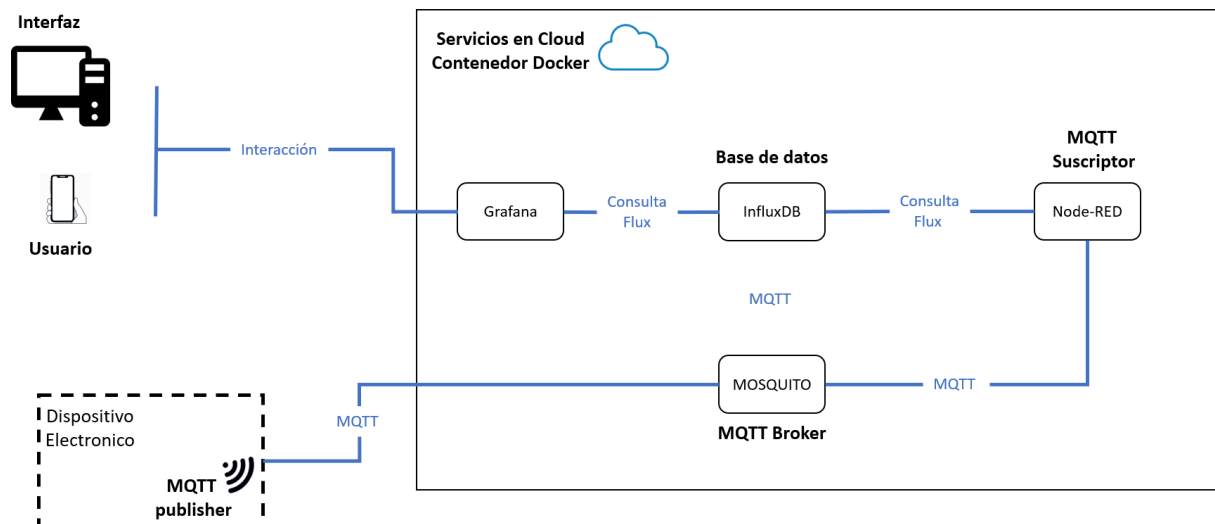 Interfaz
Servicios en Cloud
Contenedor Docker
Interacción
Usuario
Grafana
Consulta
Flux
Base de datos
InfluxDB
Consulta
Flux
MQTT
Suscriptor
Node-RED
MQTT
MOSQUITO
MQTT Broker
MQTT
MQTT
Dispositivo
Electronico
MQTT
publisher